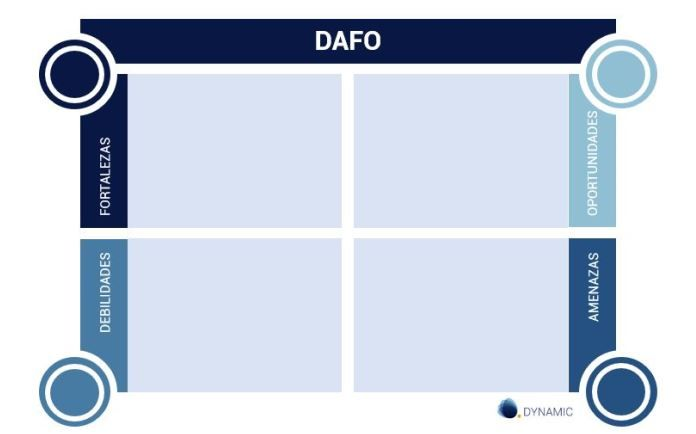 DAFO
FORTALEZAS
OPORTUNIDADES
DEBILIDADES
AMENAZAS
DYNAMIC